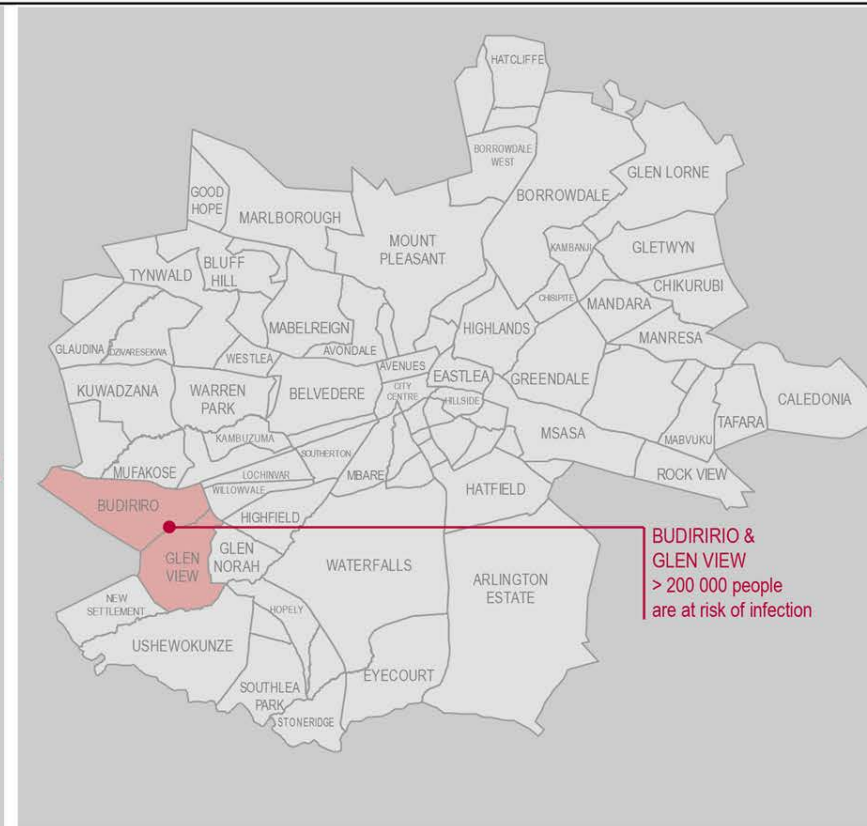 HATCLIFFE
BORROWDALE
WEST
GLEN LORNE
GOOD
HOPE
BORROWDALE
MARLBOROUGH
MOUNT
PLEASANT
KAMBANJI
GLETWYN
TYNWALD
BLUFF
HILL
CHIKURUBI
CHISIPITE
MANDARA
MABELREIGN
HIGHLANDS
MANRESA
GLAUDINA
DZIVARESEKWA
WESTLEA
AVONDALE
AVENUES
EASTLEA
GREENDALE
KUWADZANA
WARREN
PARK
BELVEDERE
CITY
CENTRE
HILLSIDE
CALEDONIA
TAFARA
MSASA
MABVUKU
KAMBUZUMA
SOUTHERTON
MUFAKOSE
LOCHINVAR
MBARE
ROCK VIEW
WILLOWVALE
HATFIELD
BUDIRIRO
HIGHFIELD
GLEN
VIEW
GLEN
NORAH
WATERFALLS
ARLINGTON
ESTATE
BUDIRIRIO &
GLEN VIEW
> 200 000 people
are at risk of infection
NEW
SETTLEMENT
HOPELY
USHEWOKUNZE
EYECOURT
SOUTHLEA
PARK
STONERIDGE